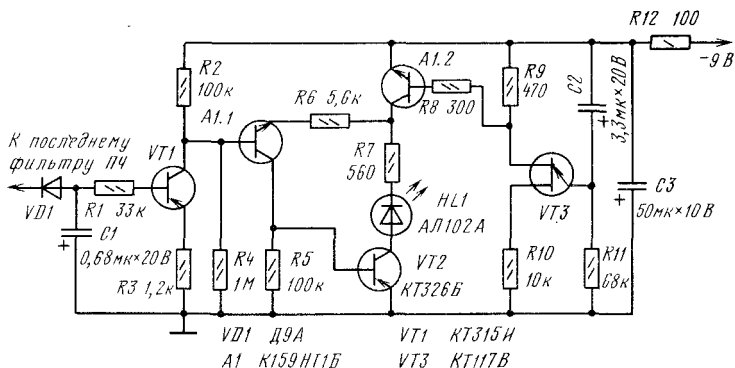 R12 100
−9 В
R2
100к
A1.1
R6 5,6к
A1.2
R8 300
R9
470
C2
3,3мк×20В
К последнему
фильтру ПЧ
VT1
R7
560
VT3
C3
50мк×10В
VD1
R1 33к
HL1
АЛ102А
C1
0,68мк×20В
R3 1,2к
R4
1М
R5
100к
VT2
КТ326Б
R10
10к
R11
68к
VD1 Д9А
VT1 КТ315И
A1 К159НТ1Б
VT3 КТ117В